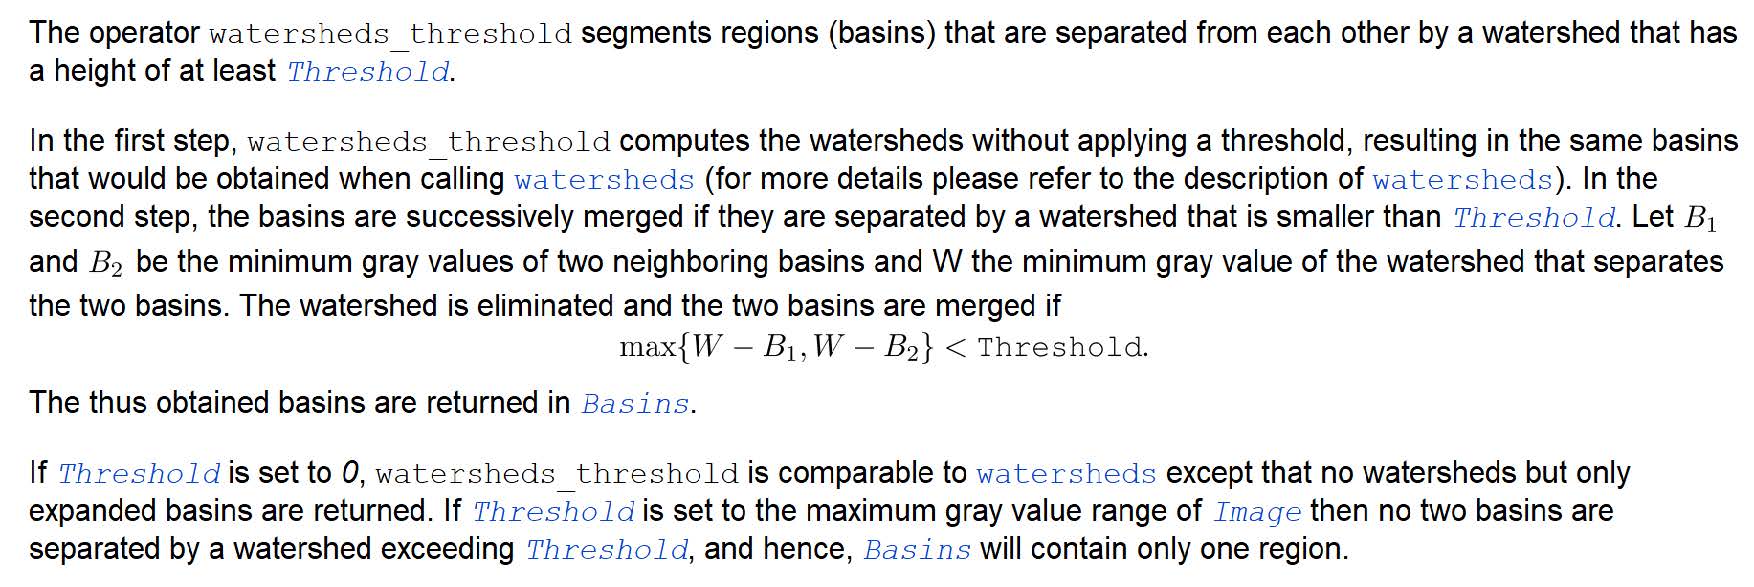 The operator watersheds_threshold segments regions (basins) that are separated from each other by a watershed that has
a height of at least Threshold.
In the first step, watersheds_threshold computes the watersheds without applying a threshold, resulting in the same basins
that would be obtained when calling watersheds (for more details please refer to the description of watersheds). In the
second step, the basins are successively merged if they are separated by a watershed that is smaller than Threshold. Let B₁
and B₂ be the minimum gray values of two neighboring basins and W the minimum gray value of the watershed that separates
the two basins. The watershed is eliminated and the two basins are merged if
max{W − B₁, W − B₂} < Threshold.
The thus obtained basins are returned in Basins.
If Threshold is set to 0, watersheds_threshold is comparable to watersheds except that no watersheds but only
expanded basins are returned. If Threshold is set to the maximum gray value range of Image then no two basins are
separated by a watershed exceeding Threshold, and hence, Basins will contain only one region.